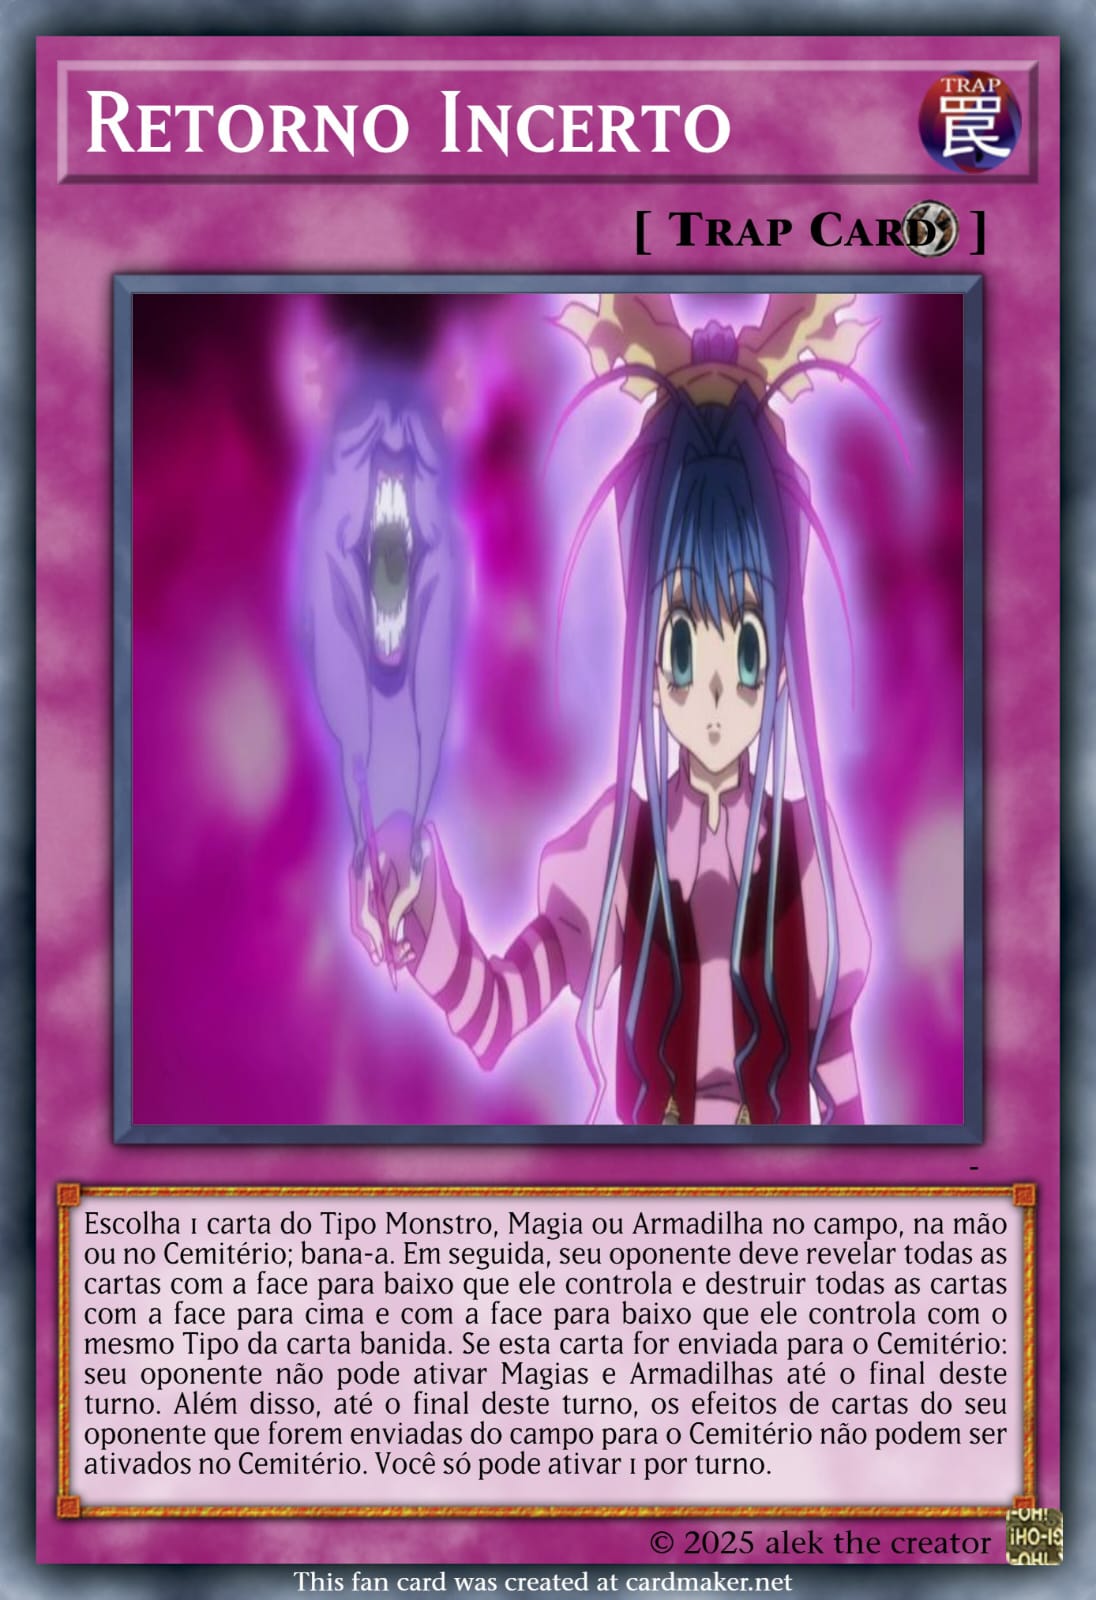 Retorno Incerto
TRAP
罠
[ Trap Card ]
-
Escolha 1 carta do Tipo Monstro, Magia ou Armadilha no campo, na mão
ou no Cemitério; bana-a. Em seguida, seu oponente deve revelar todas as
cartas com a face para baixo que ele controla e destruir todas as cartas
com a face para cima e com a face para baixo que ele controla com o
mesmo Tipo da carta banida. Se esta carta for enviada para o Cemitério:
seu oponente não pode ativar Magias e Armadilhas até o final deste
turno. Além disso, até o final deste turno, os efeitos de cartas do seu
oponente que forem enviadas do campo para o Cemitério não podem ser
ativados no Cemitério. Você só pode ativar 1 por turno.
© 2025 alek the creator
This fan card was created at cardmaker.net